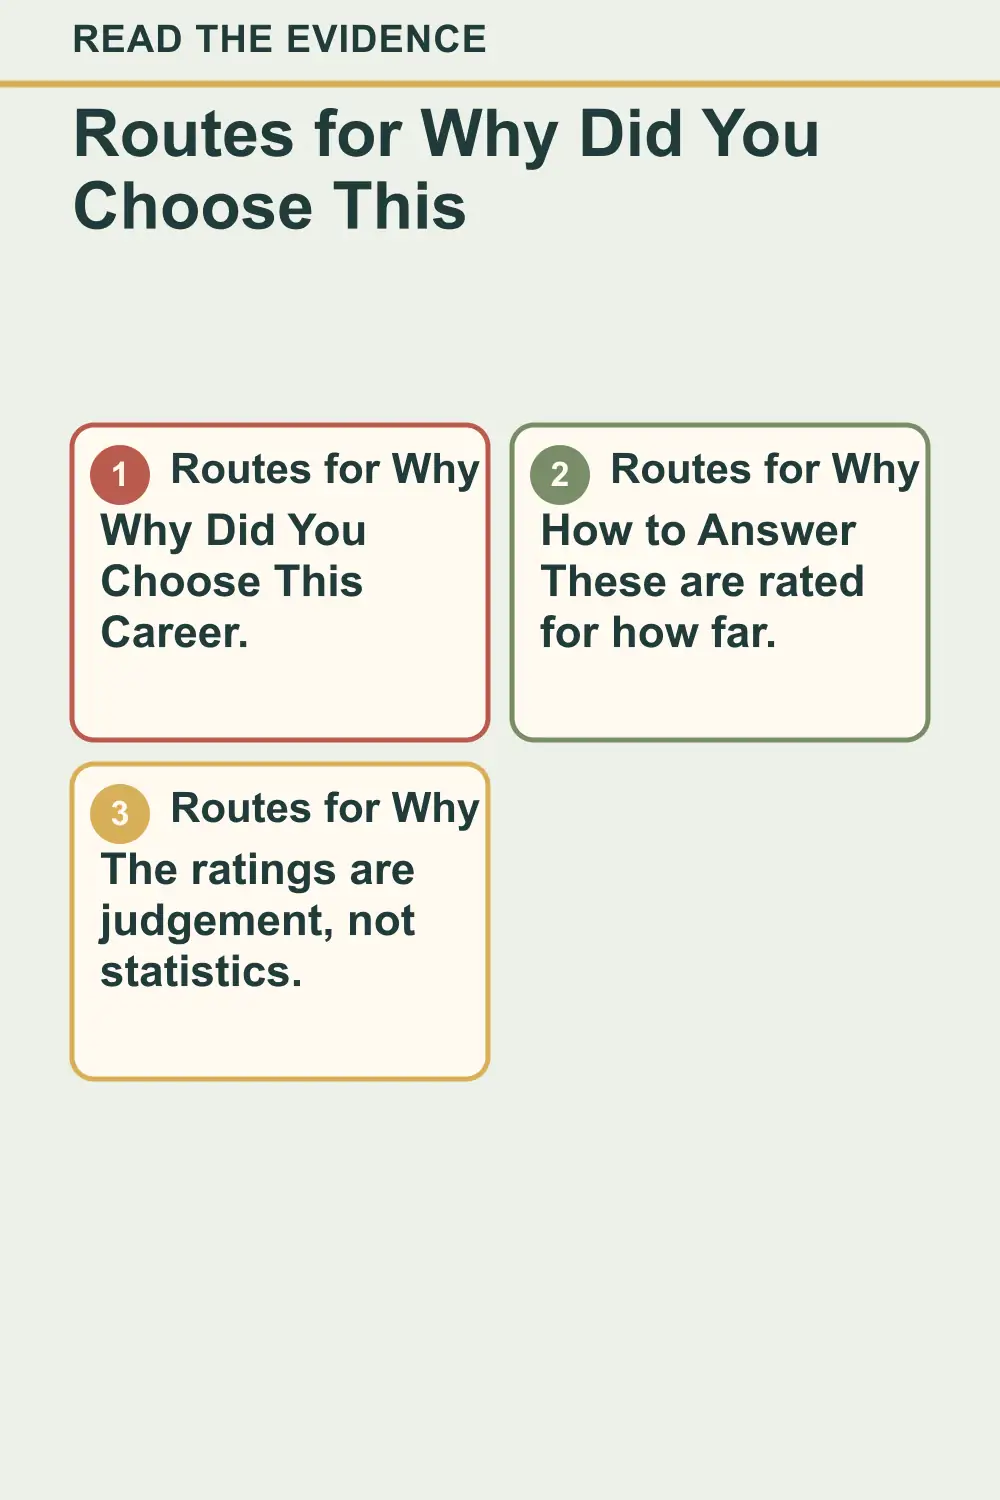 READ THE EVIDENCE
Routes for Why Did You
Choose This
1
Routes for Why
Why Did You
Choose This
Career.
2
Routes for Why
How to Answer
These are rated
for how far.
3
Routes for Why
The ratings are
judgement, not
statistics.